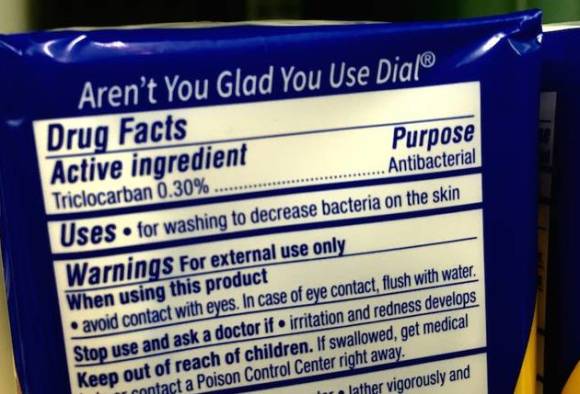 Aren't You Glad You Use Dial®
Drug Facts
Active ingredient Purpose
Triclocarban 0.30% ........................................ Antibacterial
Uses • for washing to decrease bacteria on the skin
Warnings For external use only
When using this product
• avoid contact with eyes. In case of eye contact, flush with water.
Stop use and ask a doctor if • irritation and redness develops
Keep out of reach of children. If swallowed, get medical
contact a Poison Control Center right away.
lather vigorously and